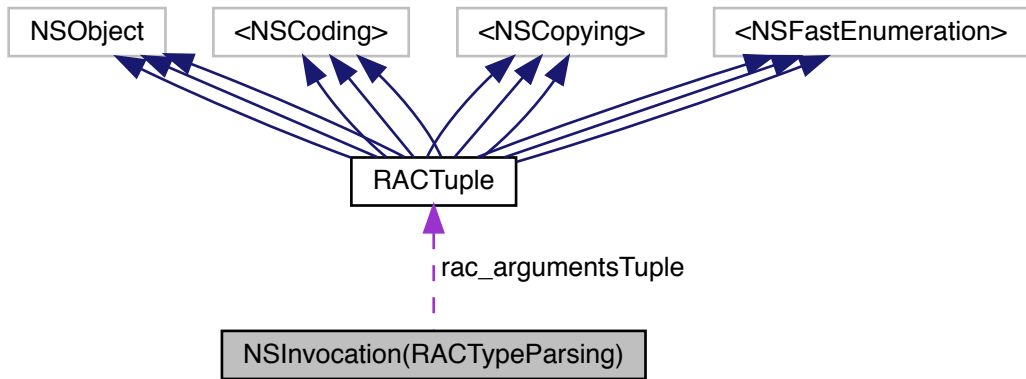 NSObject
<NSCoding>
<NSCopying>
<NSFastEnumeration>
RACTuple
rac_argumentsTuple
NSInvocation(RACTypeParsing)